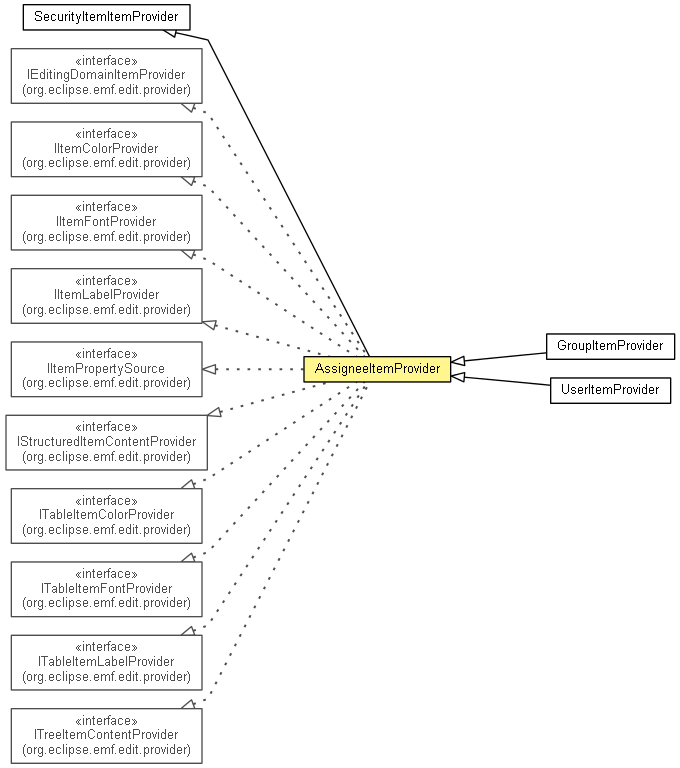 SecurityItemItemProvider
«interface»
IEditingDomainItemProvider
(org.eclipse.emf.edit.provider)
«interface»
IItemColorProvider
(org.eclipse.emf.edit.provider)
«interface»
IItemFontProvider
(org.eclipse.emf.edit.provider)
«interface»
IItemLabelProvider
(org.eclipse.emf.edit.provider)
«interface»
IItemPropertySource
(org.eclipse.emf.edit.provider)
«interface»
IStructuredItemContentProvider
(org.eclipse.emf.edit.provider)
«interface»
ITableItemColorProvider
(org.eclipse.emf.edit.provider)
«interface»
ITableItemFontProvider
(org.eclipse.emf.edit.provider)
«interface»
ITableItemLabelProvider
(org.eclipse.emf.edit.provider)
«interface»
ITreeItemContentProvider
(org.eclipse.emf.edit.provider)
AssigneeItemProvider
GroupItemProvider
UserItemProvider